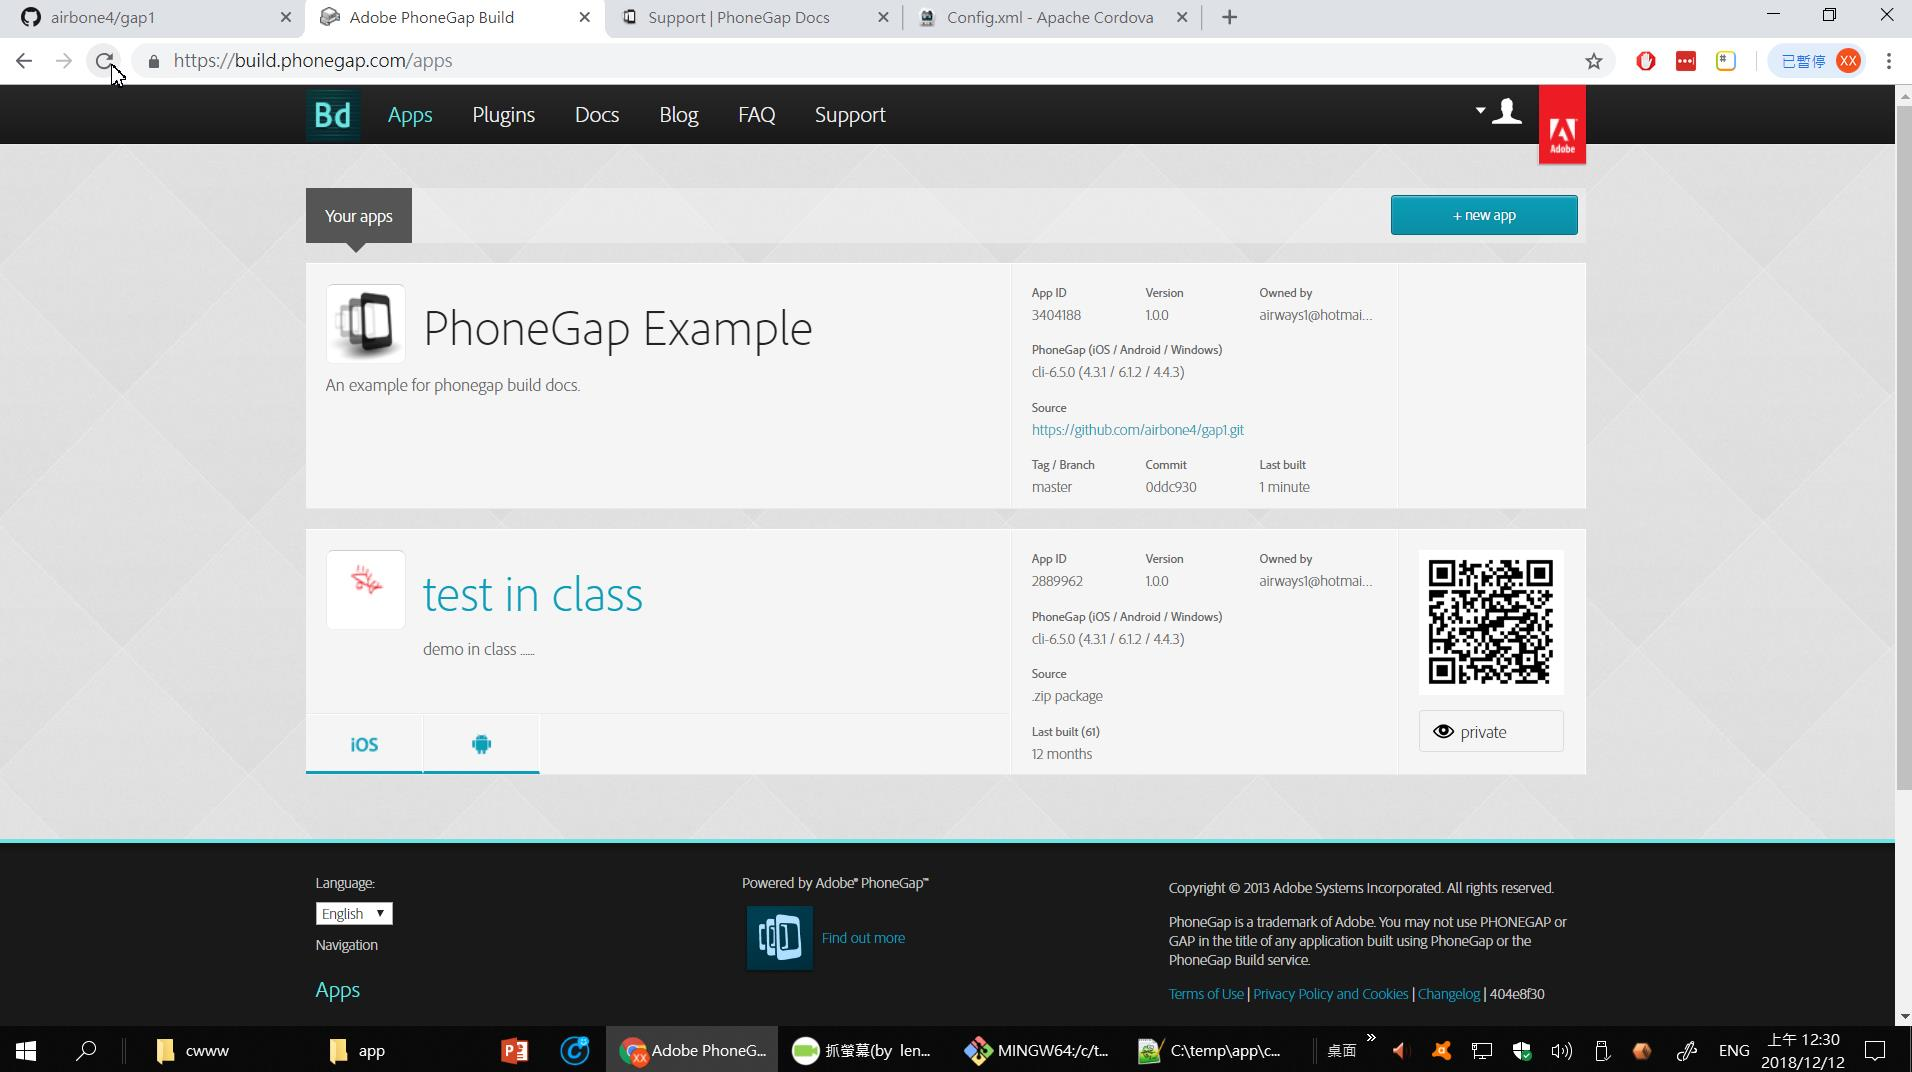 airbone4/gap1
Adobe PhoneGap Build
Support | PhoneGap Docs
Config.xml - Apache Cordova
https://build.phonegap.com/apps
已暫停
XX
Bd
Apps
Plugins
Docs
Blog
FAQ
Support
Adobe
Your apps
+ new app
PhoneGap Example
An example for phonegap build docs.
App ID
Version
Owned by
3404188
1.0.0
airways1@hotmai...
PhoneGap (iOS / Android / Windows)
cli-6.5.0 (4.3.1 / 6.1.2 / 4.4.3)
Source
https://github.com/airbone4/gap1.git
Tag / Branch
Commit
Last built
master
0ddc930
1 minute
test in class
demo in class ......
iOS
App ID
Version
Owned by
2889962
1.0.0
airways1@hotmai...
PhoneGap (iOS / Android / Windows)
cli-6.5.0 (4.3.1 / 6.1.2 / 4.4.3)
Source
.zip package
Last built (61)
12 months
private
Language:
English
Navigation
Apps
Powered by Adobe® PhoneGap™
Find out more
Copyright © 2013 Adobe Systems Incorporated. All rights reserved.
PhoneGap is a trademark of Adobe. You may not use PHONEGAP or
GAP in the title of any application built using PhoneGap or the
PhoneGap Build service.
Terms of Use | Privacy Policy and Cookies | Changelog | 404e8f30
cwww
app
Adobe PhoneG...
抓螢幕(by len...
MINGW64:/c/t...
C:\temp\app\c...
桌面
ENG
上午 12:30
2018/12/12